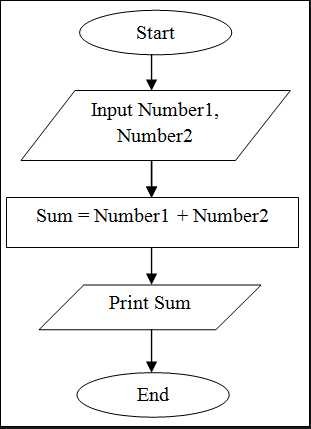 Start
Input Number1,
Number2
Sum = Number1 + Number2
Print Sum
End